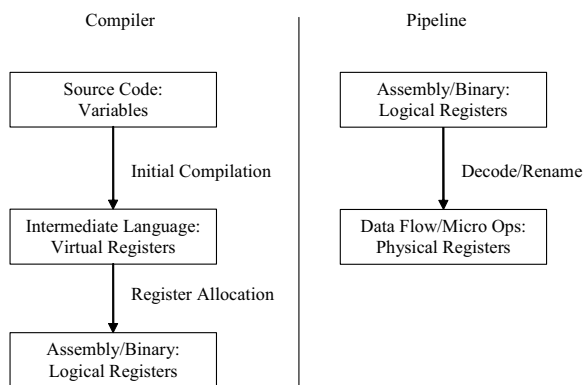 Compiler
Source Code:
Variables
Initial Compilation
Intermediate Language:
Virtual Registers
Register Allocation
Assembly/Binary:
Logical Registers
Pipeline
Assembly/Binary:
Logical Registers
Decode/Rename
Data Flow/Micro Ops:
Physical Registers